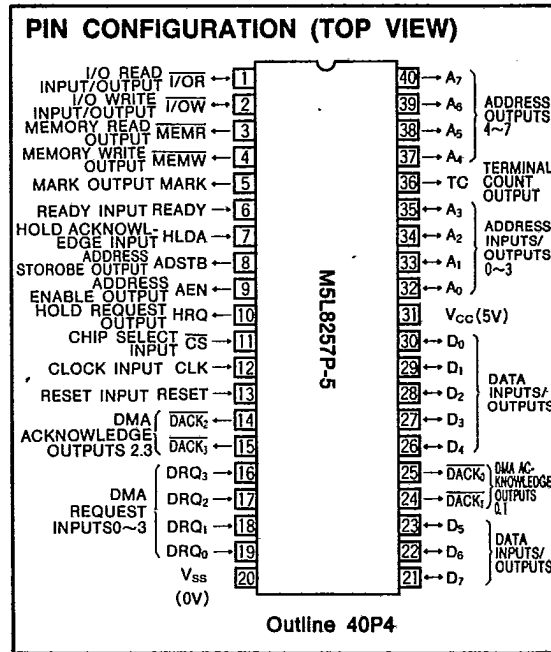 PIN CONFIGURATION (TOP VIEW)
I/O READ
INPUT/OUTPUT I/OR 1
I/O WRITE
INPUT/OUTPUT I/OW 2
MEMORY READ
OUTPUT MEMR 3
MEMORY WRITE
OUTPUT MEMW 4
MARK OUTPUT MARK 5
READY INPUT READY 6
HOLD ACKNOWL-
EDGE INPUT HLDA 7
ADDRESS
STOROBE OUTPUT ADSTB 8
ADDRESS
ENABLE OUTPUT AEN 9
HOLD REQUEST
OUTPUT HRQ 10
CHIP SELECT
INPUT CS 11
CLOCK INPUT CLK 12
RESET INPUT RESET 13
DMA
ACKNOWLEDGE
OUTPUTS 2.3
DACK₂ 14
DACK₃ 15
DMA
REQUEST
INPUTS0~3
DRQ₃ 16
DRQ₂ 17
DRQ₁ 18
DRQ₀ 19
Vss 20
(0V)
M5L8257P-5
40 A₇
39 A₆
38 A₅
37 A₄
ADDRESS
OUTPUTS
4~7
36 TC
TERMINAL
COUNT
OUTPUT
35 A₃
34 A₂
33 A₁
32 A₀
ADDRESS
INPUTS/
OUTPUTS
0~3
31 Vcc (5V)
30 D₀
29 D₁
28 D₂
27 D₃
26 D₄
DATA
INPUTS/
OUTPUTS
25 DACK₀
24 DACK₁
DMA AC-
KNOWLEDGE
OUTPUTS
0.1
23 D₅
22 D₆
21 D₇
DATA
INPUTS/
OUTPUTS
Outline 40P4